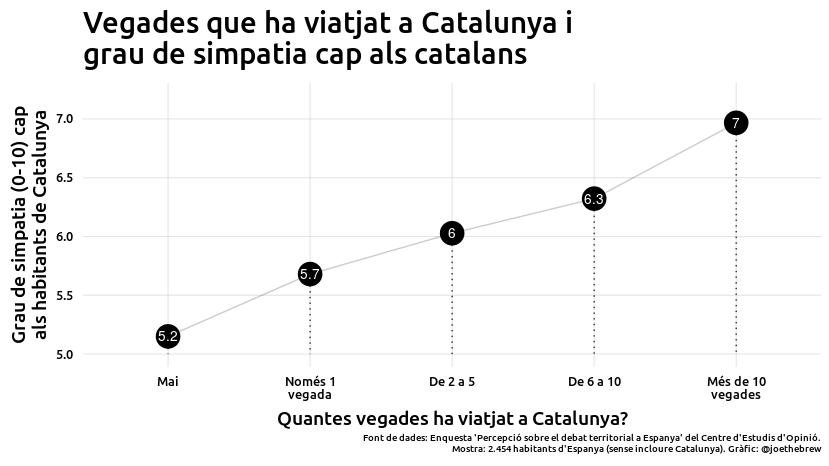 Vegades que ha viatjat a Catalunya i
grau de simpatia cap als catalans
Grau de simpatia (0-10) cap
als habitants de Catalunya
7.0
6.5
6.0
5.5
5.0
5.2
5.7
6
6.3
7
Mai
Només 1
vegada
De 2 a 5
De 6 a 10
Més de 10
vegades
Quantes vegades ha viatjat a Catalunya?
Font de dades: Enquesta 'Percepció sobre el debat territorial a Espanya' del Centre d'Estudis d'Opinió.
Mostra: 2.454 habitants d'Espanya (sense incloure Catalunya). Gràfic: @joethebrew